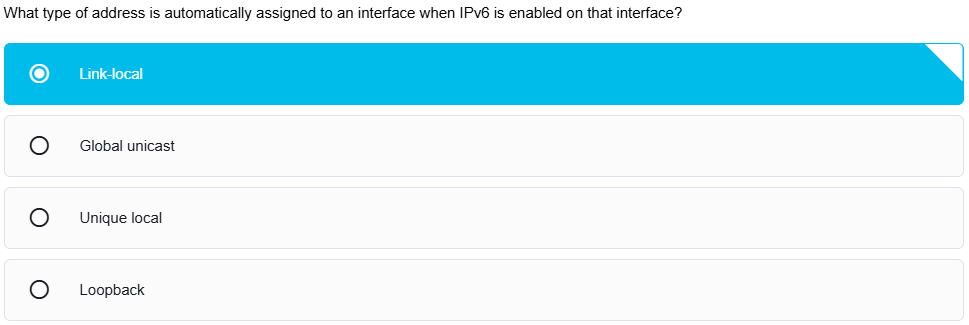 What type of address is automatically assigned to an interface when IPv6 is enabled on that interface?
Link-local
Global unicast
Unique local
Loopback